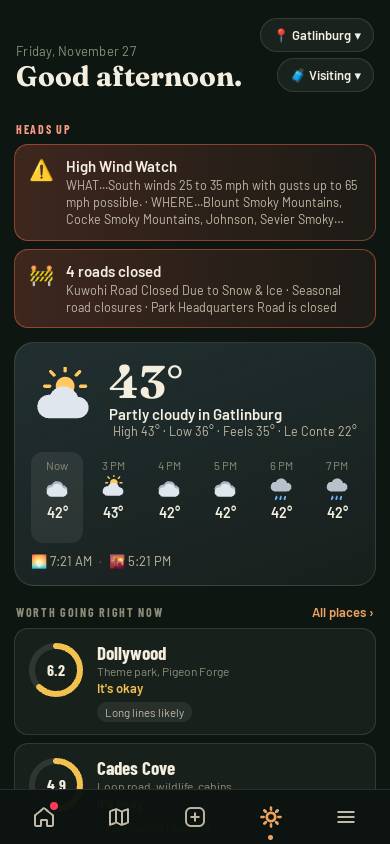 Friday, November 27
Good afternoon.
📍 Gatlinburg ▾
🧳 Visiting ▾
HEADS UP
High Wind Watch
WHAT...South winds 25 to 35 mph with gusts up to 65
mph possible. · WHERE...Blount Smoky Mountains,
Cocke Smoky Mountains, Johnson, Sevier Smoky...
4 roads closed
Kuwohi Road Closed Due to Snow & Ice · Seasonal
road closures · Park Headquarters Road is closed
43°
Partly cloudy in Gatlinburg
High 43° · Low 36° · Feels 35° · Le Conte 22°
Now 3 PM 4 PM 5 PM 6 PM 7 PM
42° 43° 42° 42° 42° 42°
7:21 AM · 5:21 PM
WORTH GOING RIGHT NOW
All places ›
6.2
Dollywood
Theme park, Pigeon Forge
It's okay
Long lines likely
4.9
Cades Cove
Loop road, wildlife, cabins